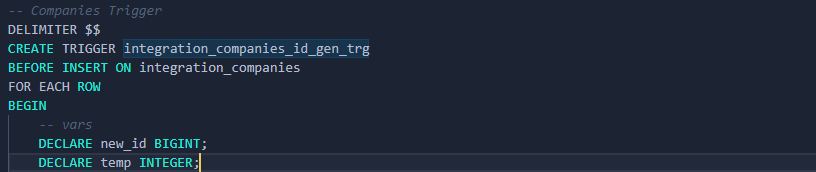 -- Companies Trigger
DELIMITER $$
CREATE TRIGGER integration_companies_id_gen_trg
BEFORE INSERT ON integration_companies
FOR EACH ROW
BEGIN
    -- vars
    DECLARE new_id BIGINT;
    DECLARE temp INTEGER;